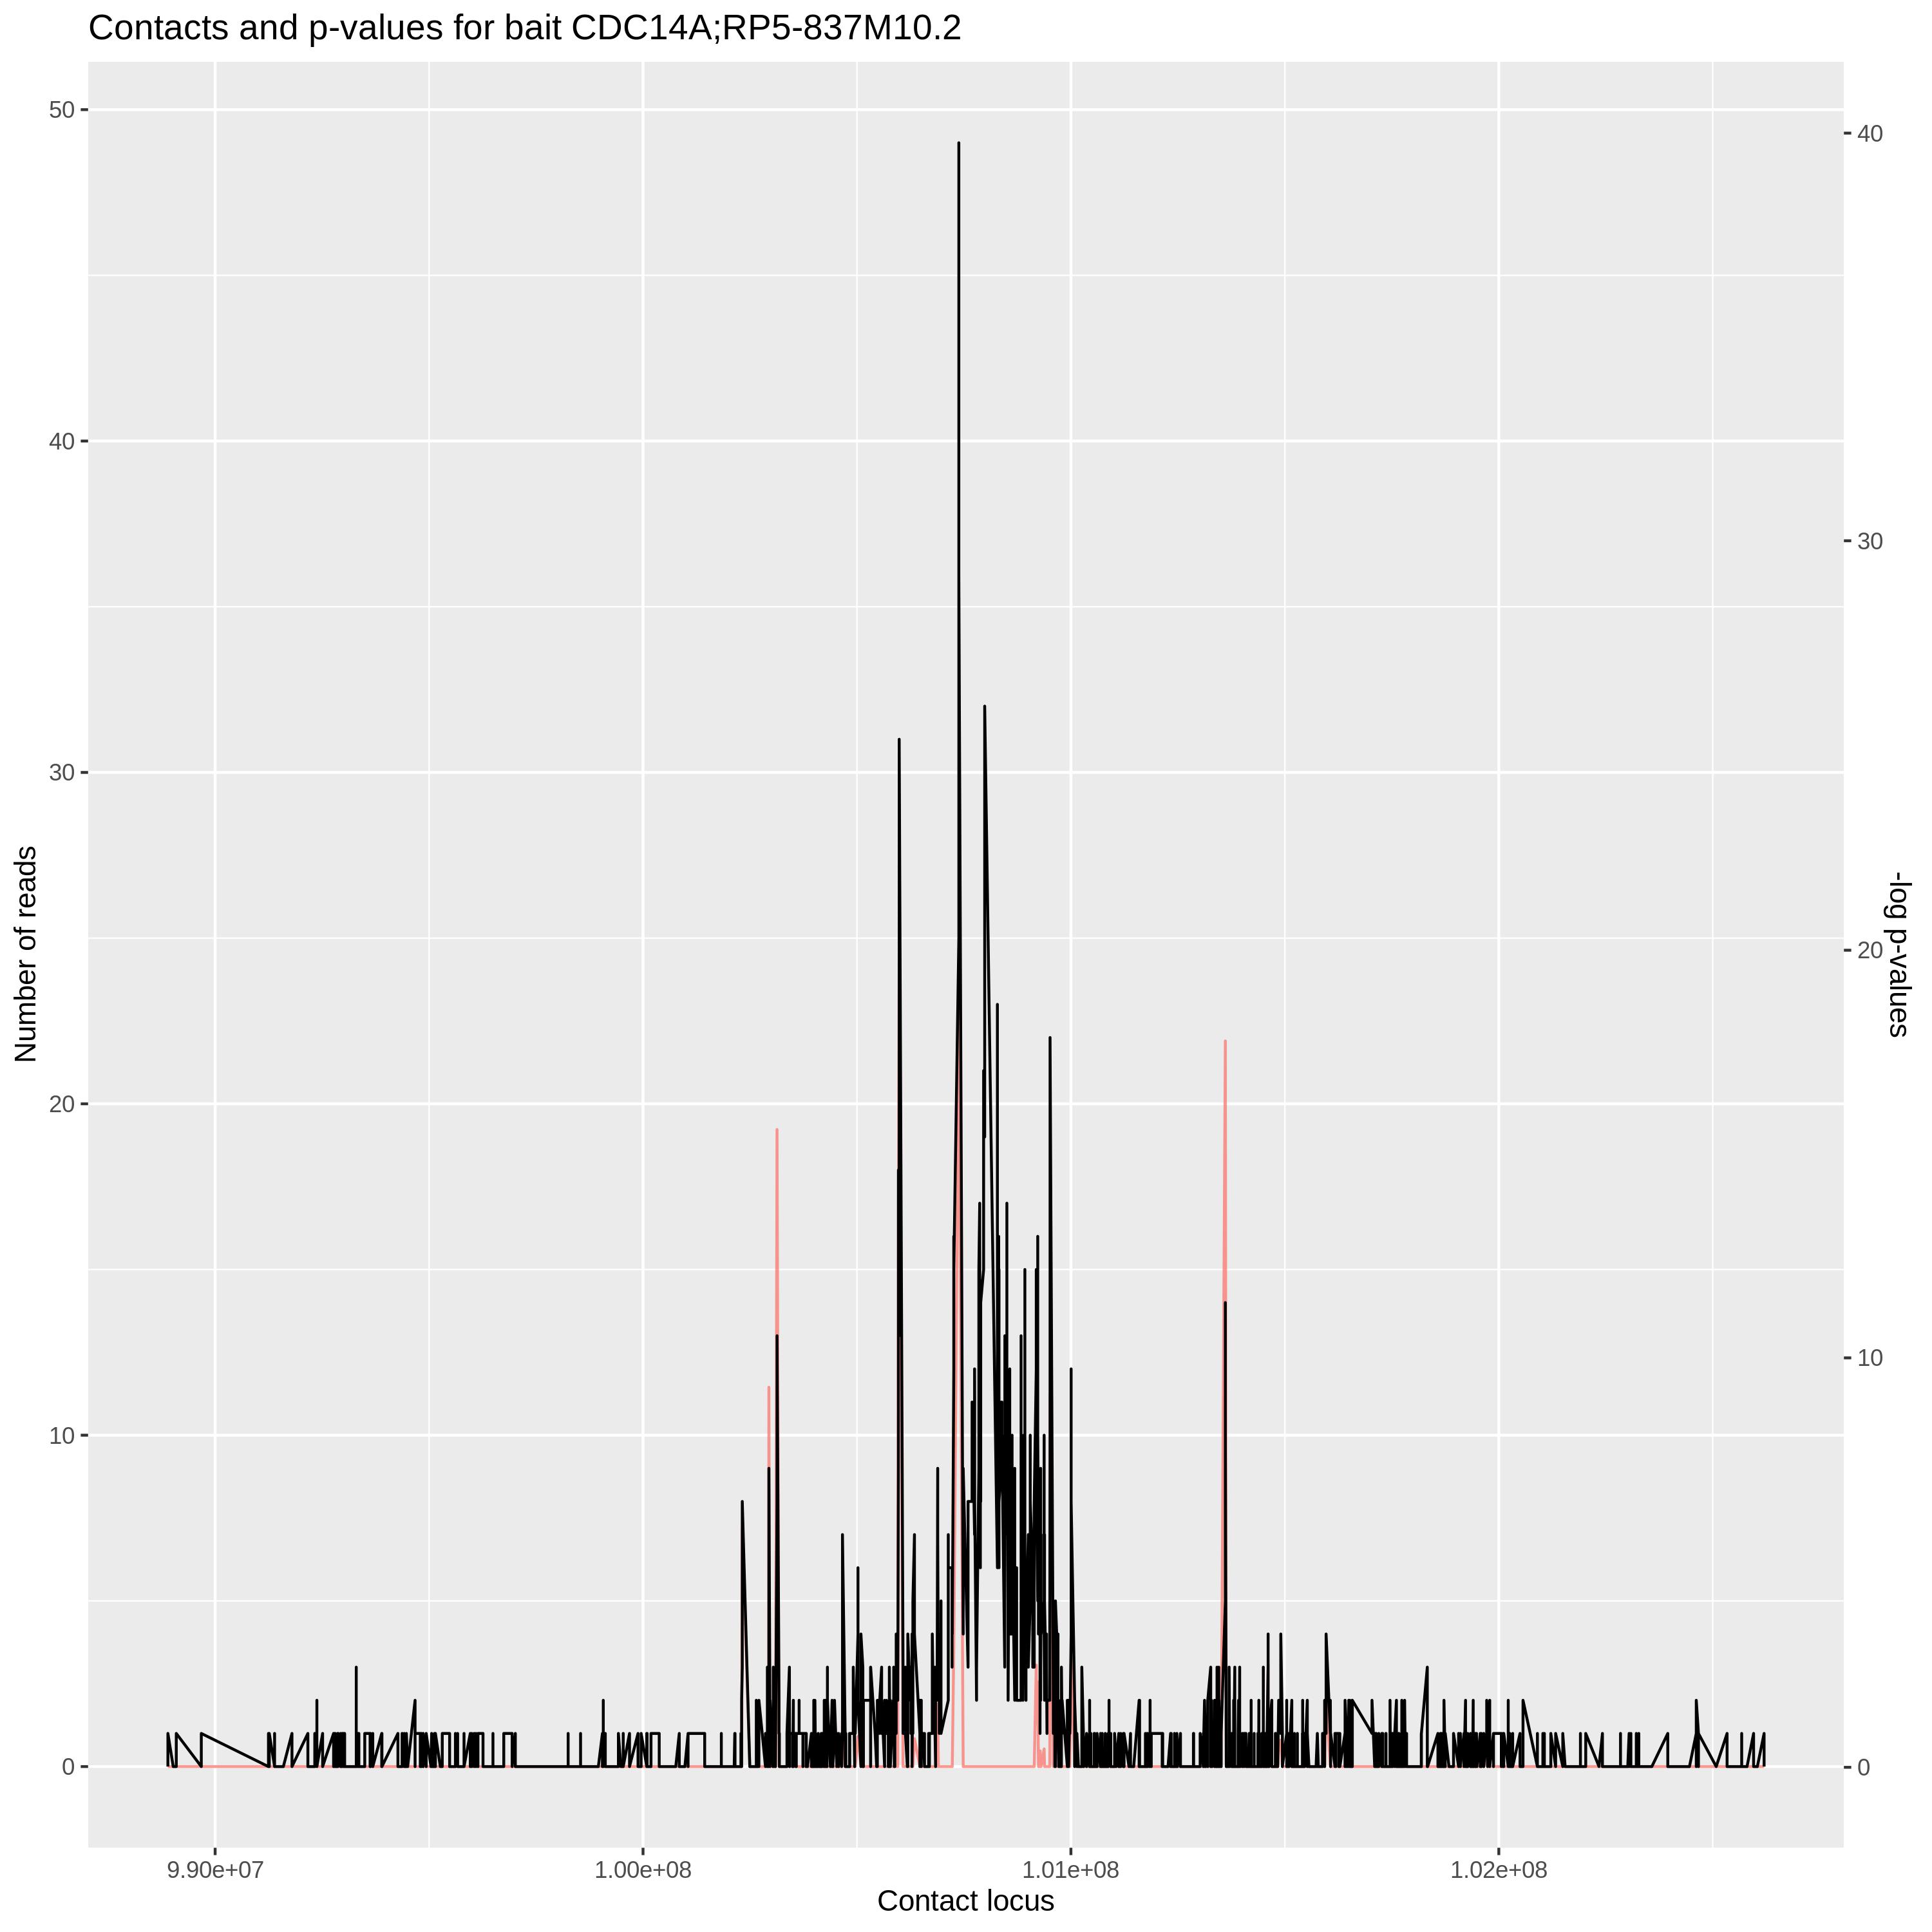 Contacts and p-values for bait CDC14A;RP5-837M10.2
50
40
30
20
10
0
Number of reads
40
30
20
10
0
-log p-values
9.90e+07
1.00e+08
1.01e+08
1.02e+08
Contact locus